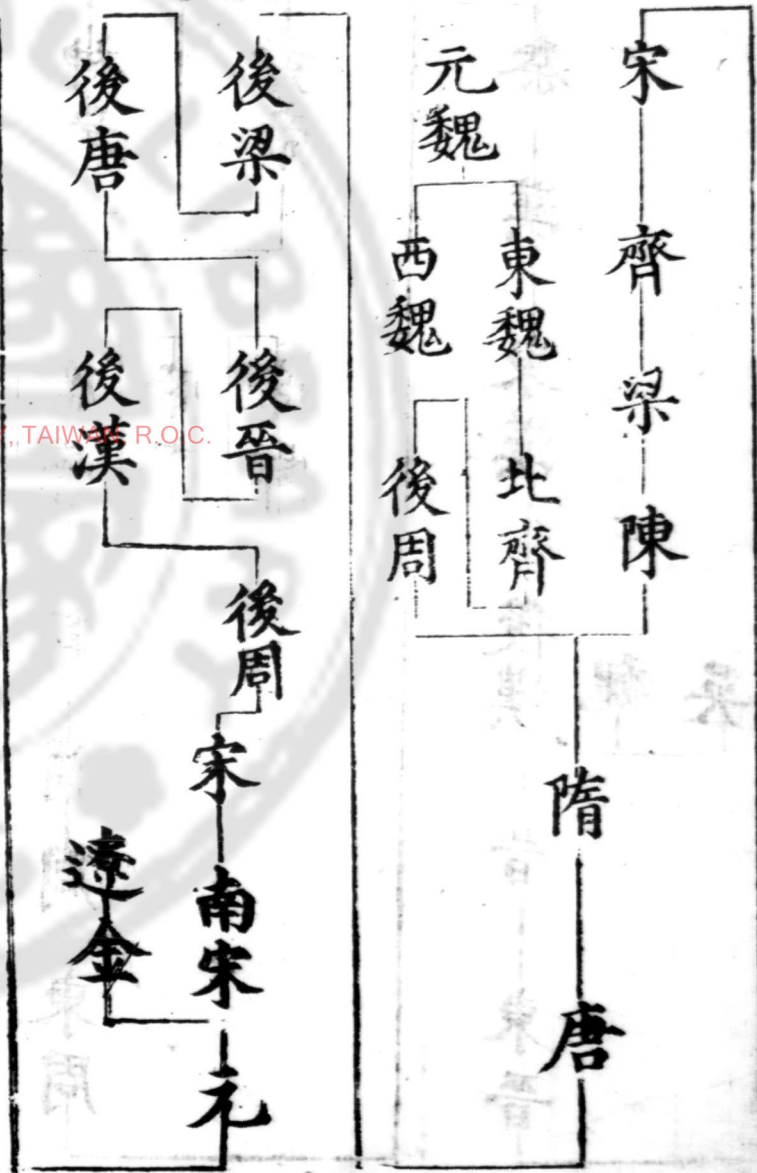 宋 齊 梁 陳
元魏
東魏 北齊
西魏 後周
隋 唐
後梁 後晉 後周
後唐 後漢
宋 南宋 元
遼金
, TAIWAN R.O.C.